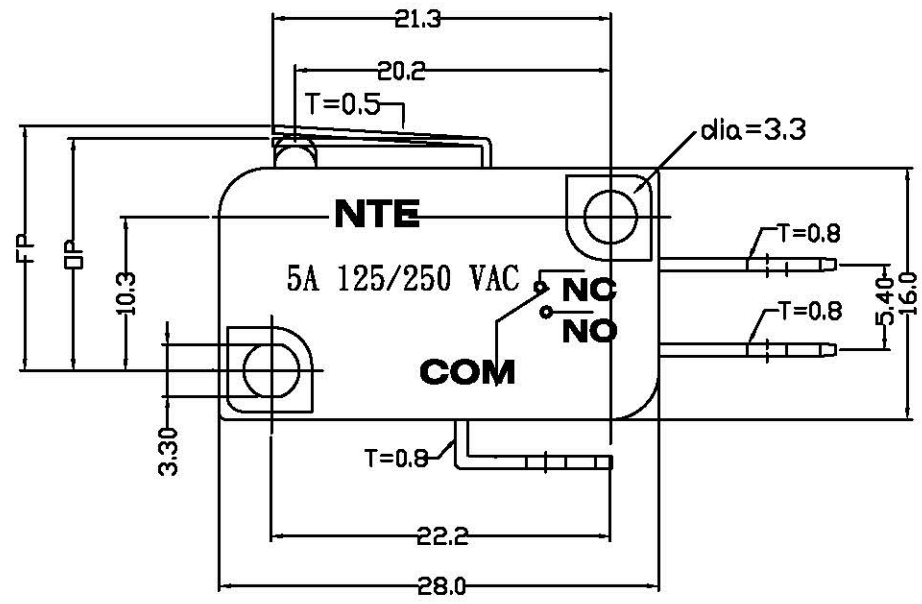 21.3
20.2
T=0.5
dia=3.3
NTE
T=0.8
FP
OP
10.3
5A 125/250 VAC
NC
5.40
16.0
T=0.8
NO
COM
3.30
T=0.8
22.2
28.0